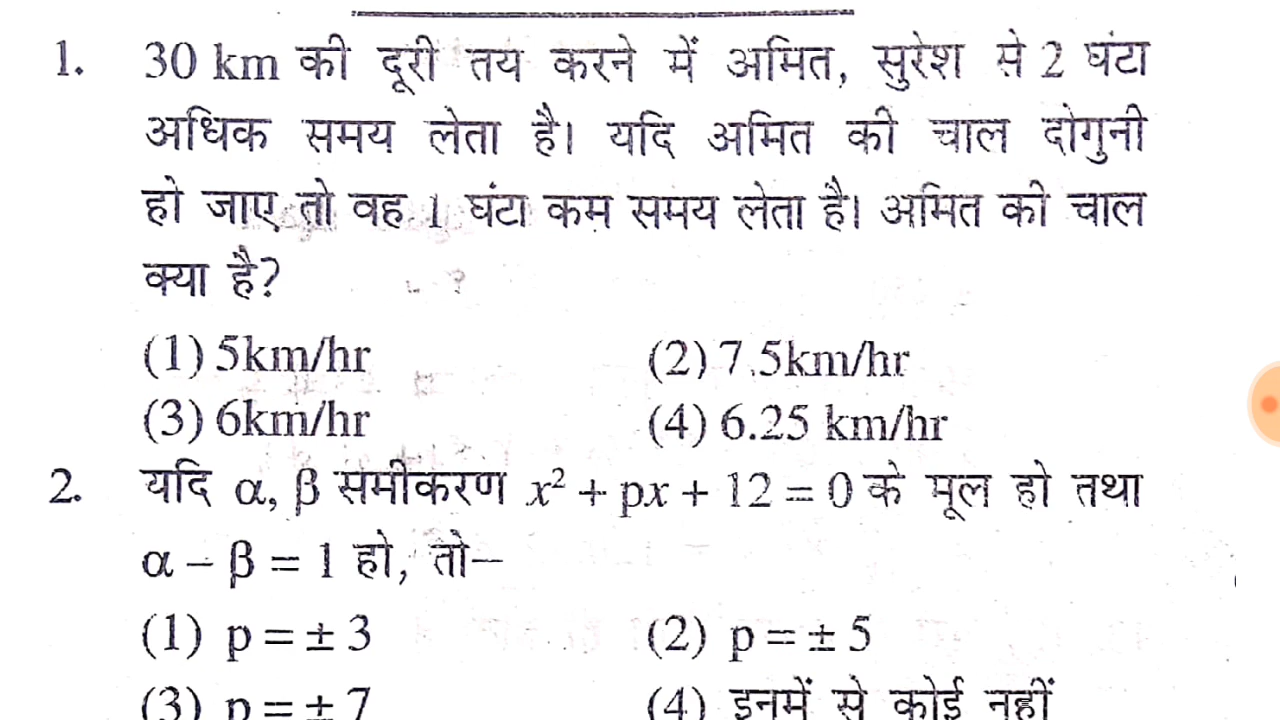 1. 30 km की दूरी तय करने में अमित, सुरेश से 2 घंटा
अधिक समय लेता है। यदि अमित की चाल दोगुनी
हो जाए तो वह 1 घंटा कम समय लेता है। अमित की चाल
क्या है?
(1) 5km/hr (2) 7.5km/hr
(3) 6km/hr (4) 6.25 km/hr
2. यदि α, β समीकरण x² + px + 12 = 0 के मूल हो तथा
α – β = 1 हो, तो–
(1) p = ± 3 (2) p = ± 5
(3) p = ± 7 (4) इनमें से कोई नहीं